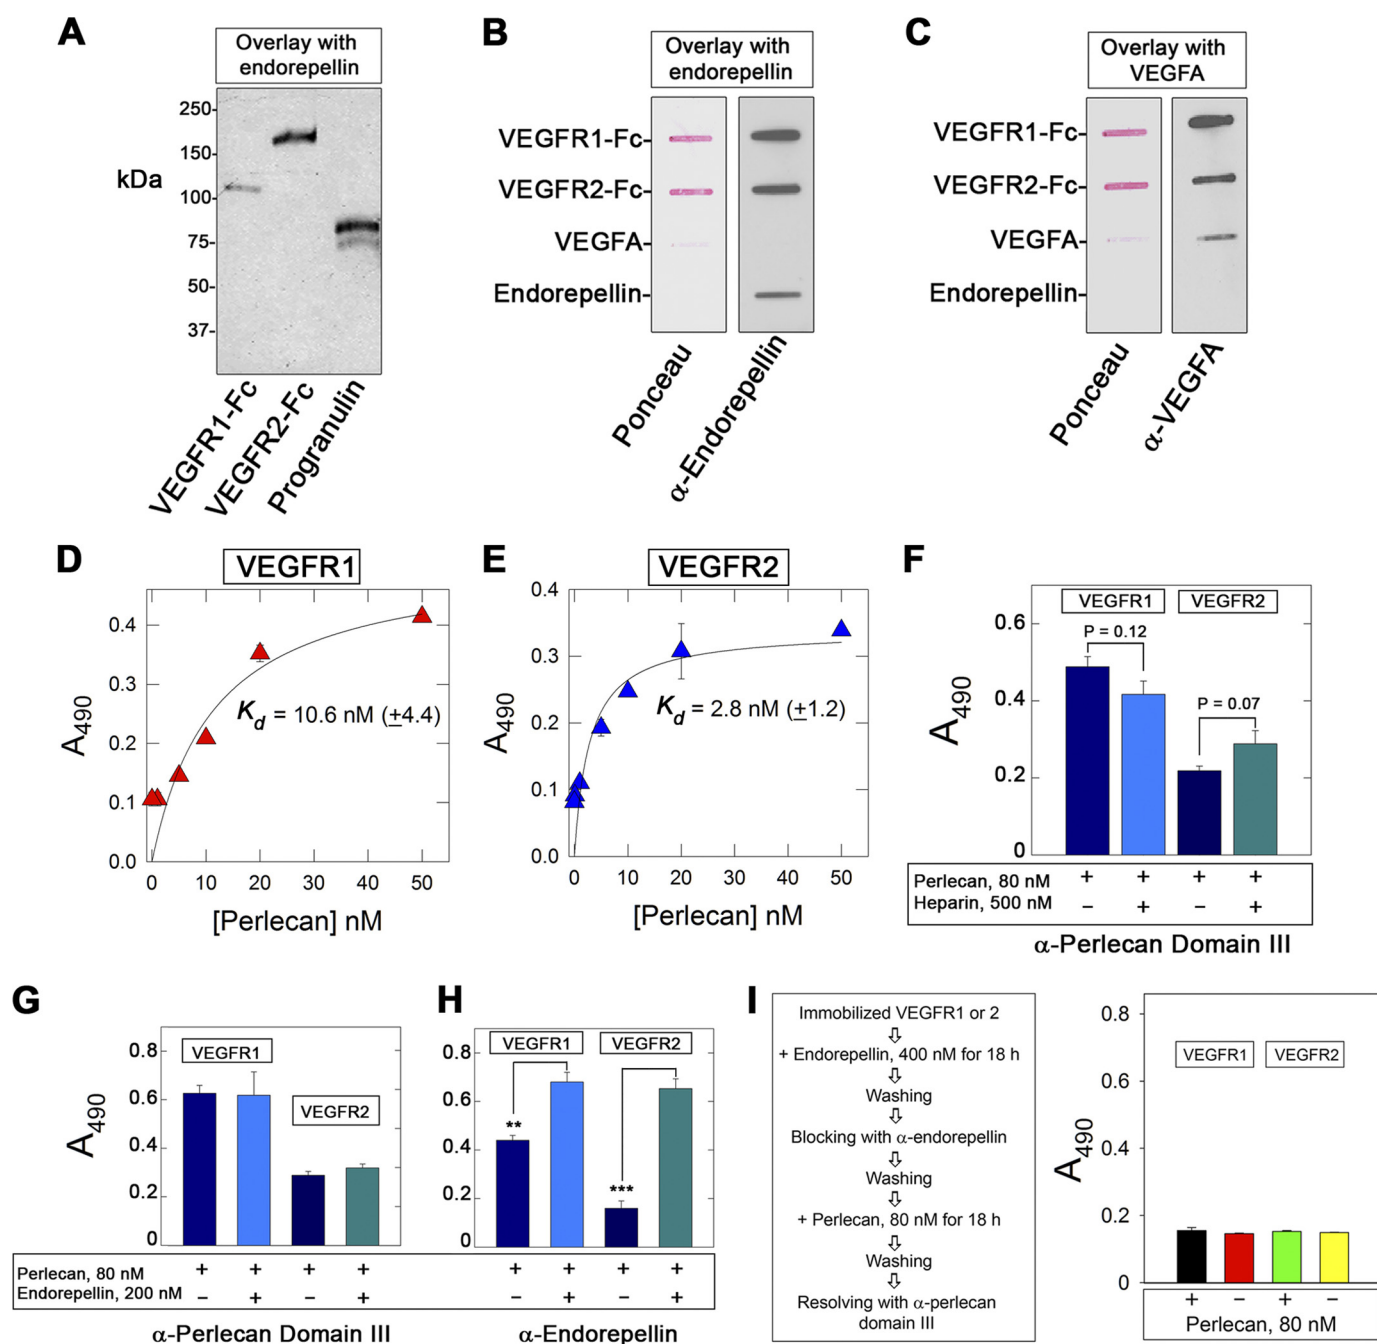 A
Overlay with
endorepellin
250-
150-
kDa
100-
75-
50-
37-
VEGFR1-Fc
VEGFR2-Fc
Progranulin
B
Overlay with
endorepellin
VEGFR1-Fc-
VEGFR2-Fc-
VEGFA-
Endorepellin-
Ponceau
α-Endorepellin
C
Overlay with
VEGFA
VEGFR1-Fc-
VEGFR2-Fc-
VEGFA-
Endorepellin-
Ponceau
α-VEGFA
D
VEGFR1
A490
0.4
0.3
0.2
0.1
0.0
Kd = 10.6 nM (±4.4)
0 10 20 30 40 50
[Perlecan] nM
E
VEGFR2
A490
0.4
0.3
0.2
0.1
0.0
Kd = 2.8 nM (±1.2)
0 10 20 30 40 50
[Perlecan] nM
F
A490
0.6
0.4
0.2
0
VEGFR1 VEGFR2
P = 0.12
P = 0.07
Perlecan, 80 nM + + + +
Heparin, 500 nM − + − +
α-Perlecan Domain III
G
A490
0.8
0.6
0.4
0.2
0
VEGFR1
VEGFR2
H
0.8
0.6
0.4
0.2
0
VEGFR1 VEGFR2
**
***
Perlecan, 80 nM + + + + + + + +
Endorepellin, 200 nM − + − + − + − +
α-Perlecan Domain III
α-Endorepellin
I
Immobilized VEGFR1 or 2
+ Endorepellin, 400 nM for 18 h
Washing
Blocking with α-endorepellin
Washing
+ Perlecan, 80 nM for 18 h
Washing
Resolving with α-perlecan
domain III
A490
0.8
0.6
0.4
0.2
0
VEGFR1 VEGFR2
+ − + −
Perlecan, 80 nM